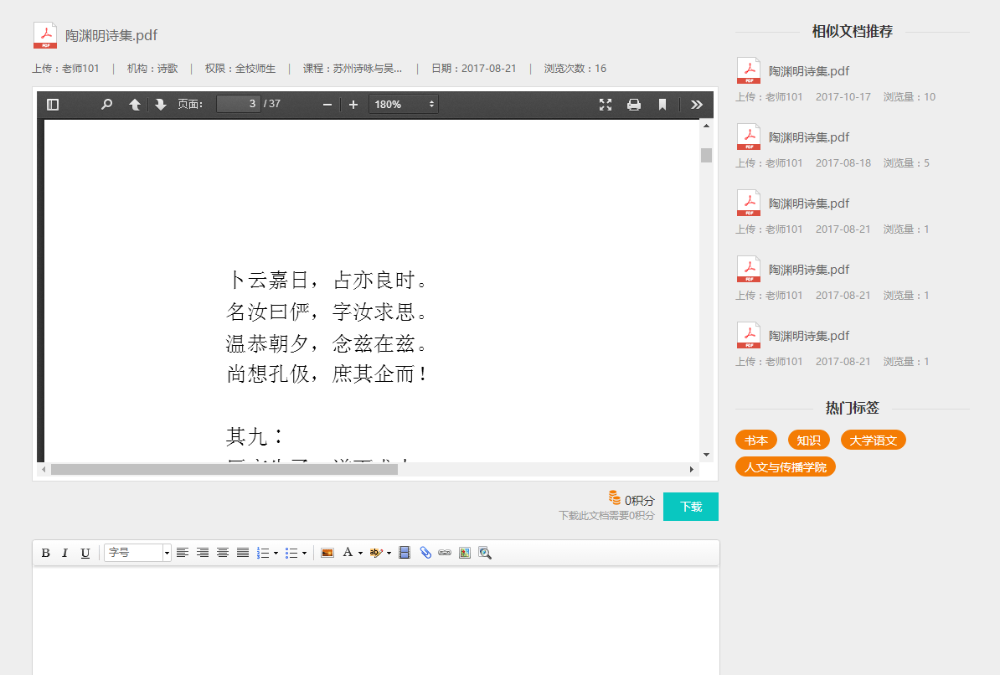 陶渊明诗集.pdf
上传：老师101 | 机构：诗歌 | 权限：全校师生 | 课程：苏州诗咏与吴... | 日期：2017-08-21 | 浏览次数：16
页面： 3 / 37 180%
卜云嘉日，占亦良时。
名汝曰俨，字汝求思。
温恭朝夕，念兹在兹。
尚想孔伋，庶其企而！
其九：
0积分
下载此文档需要0积分
下载
B I U 字号 A
相似文档推荐
陶渊明诗集.pdf
上传：老师101 2017-10-17 浏览量：10
陶渊明诗集.pdf
上传：老师101 2017-08-18 浏览量：5
陶渊明诗集.pdf
上传：老师101 2017-08-21 浏览量：1
陶渊明诗集.pdf
上传：老师101 2017-08-21 浏览量：1
陶渊明诗集.pdf
上传：老师101 2017-08-21 浏览量：1
热门标签
书本 知识 大学语文
人文与传播学院